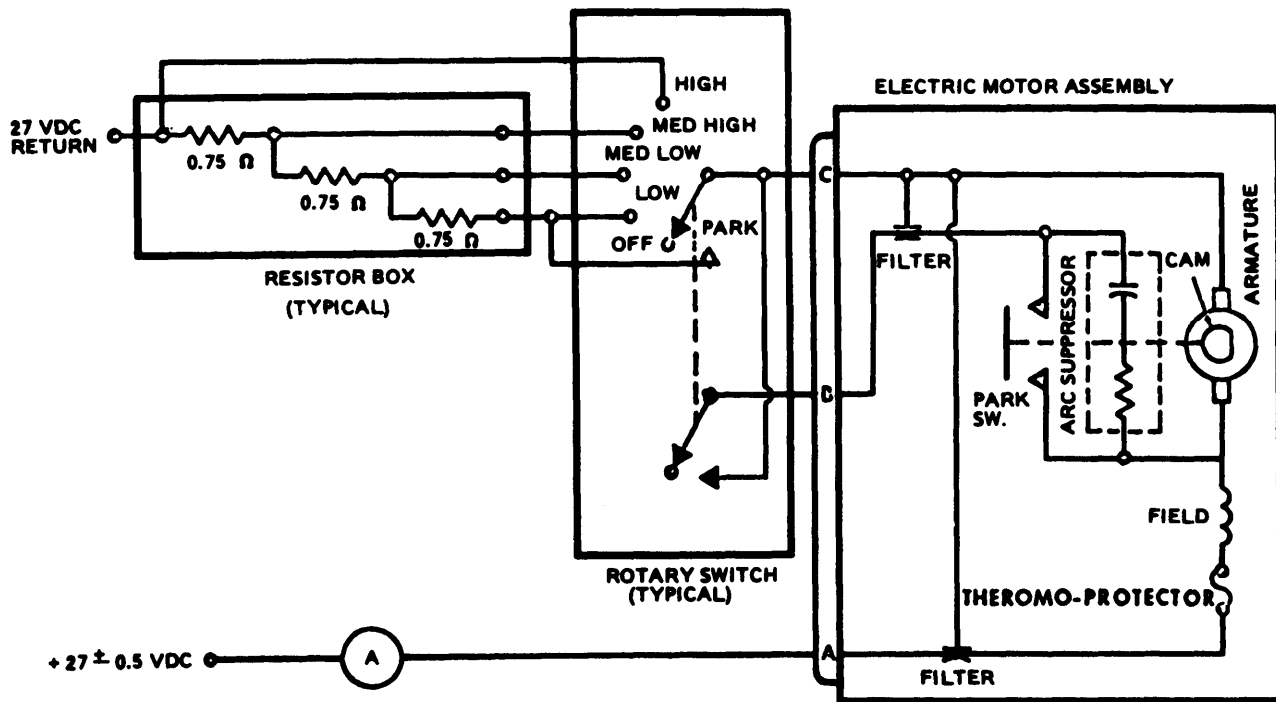 27 VDC
RETURN
0.75 Ω
0.75 Ω
0.75 Ω
RESISTOR BOX
(TYPICAL)
HIGH
MED HIGH
MED LOW
LOW
OFF
PARK
ROTARY SWITCH
(TYPICAL)
ELECTRIC MOTOR ASSEMBLY
C
B
A
FILTER
PARK
SW.
ARC SUPPRESSOR
CAM
ARMATURE
FIELD
THEROMO-PROTECTOR
FILTER
+ 27 ± 0.5 VDC
A